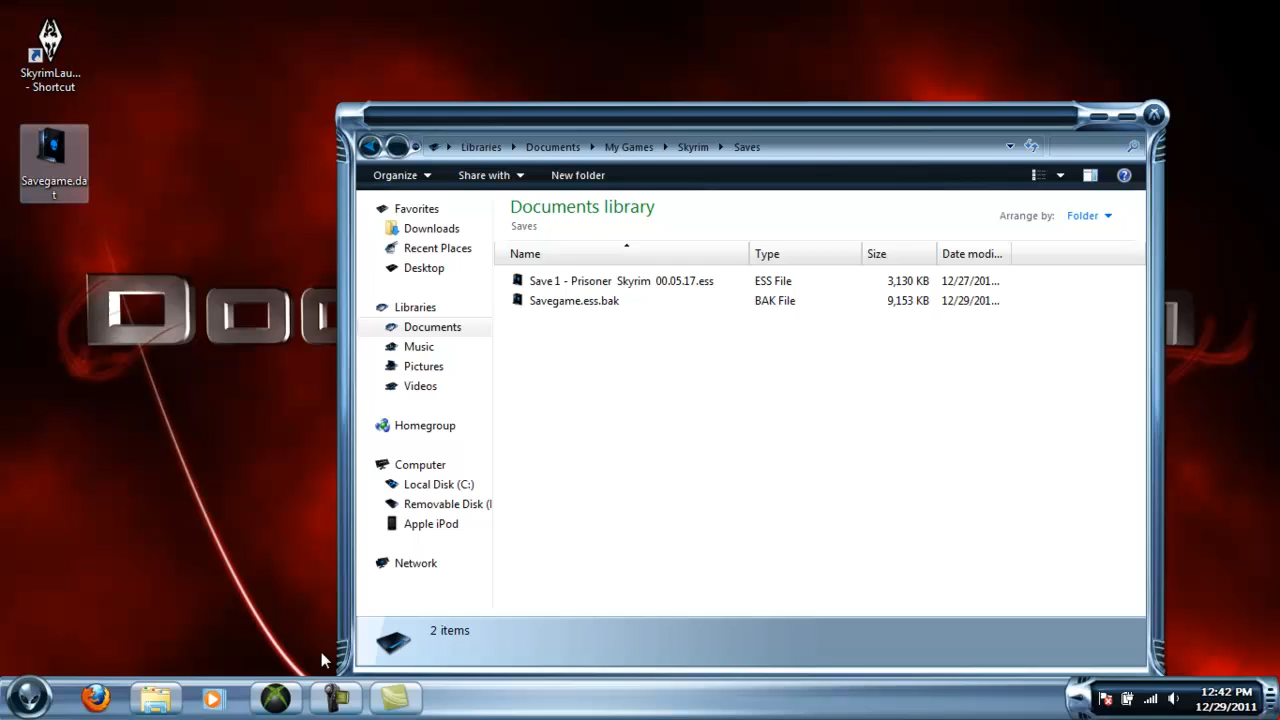 SkyrimLau...
- Shortcut
Savegame.da
t
Libraries Documents My Games Skyrim Saves
Organize Share with New folder
Favorites
Downloads
Recent Places
Desktop
Libraries
Documents
Music
Pictures
Videos
Homegroup
Computer
Local Disk (C:)
Removable Disk (I
Apple iPod
Network
Documents library
Saves
Arrange by: Folder
Name Type Size Date modi...
Save 1 - Prisoner Skyrim 00.05.17.ess ESS File 3,130 KB 12/27/201...
Savegame.ess.bak BAK File 9,153 KB 12/29/201...
2 items
12:42 PM
12/29/2011